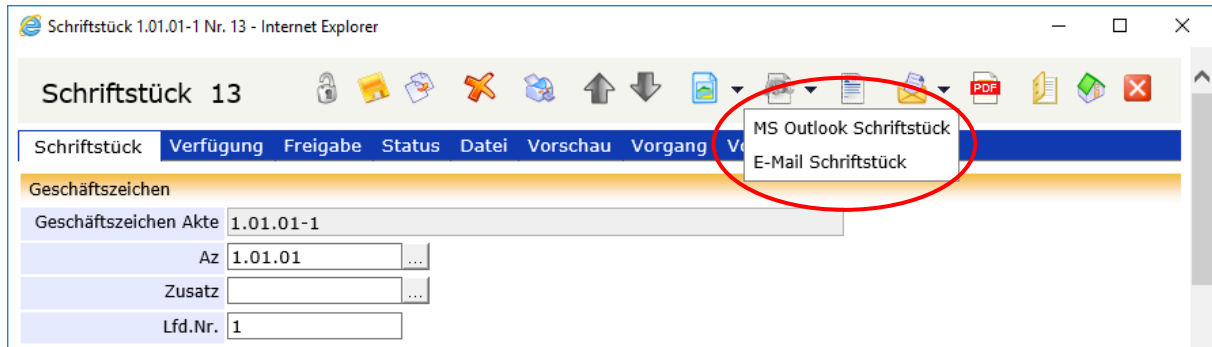 Schriftstück 1.01.01-1 Nr. 13 - Internet Explorer
Schriftstück 13
PDF
Schriftstück Verfügung Freigabe Status Datei Vorschau Vorgang
MS Outlook Schriftstück
E-Mail Schriftstück
Geschäftszeichen
Geschäftszeichen Akte 1.01.01-1
Az 1.01.01 ...
Zusatz ...
Lfd.Nr. 1